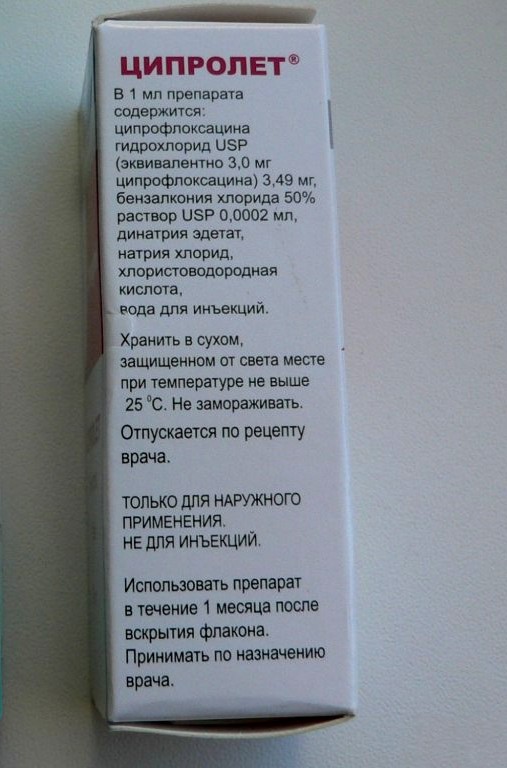 ЦИПРОЛЕТ®
В 1 мл препарата
содержится:
ципрофлоксацина
гидрохлорид USP
(эквивалентно 3,0 мг
ципрофлоксацина) 3,49 мг,
бензалкония хлорида 50%
раствор USP 0,0002 мл,
динатрия эдетат,
натрия хлорид,
хлористоводородная
кислота,
вода для инъекций.
Хранить в сухом,
защищенном от света месте
при температуре не выше
25 ⁰С. Не замораживать.
Отпускается по рецепту
врача.
ТОЛЬКО ДЛЯ НАРУЖНОГО
ПРИМЕНЕНИЯ.
НЕ ДЛЯ ИНЪЕКЦИЙ.
Использовать препарат
в течение 1 месяца после
вскрытия флакона.
Принимать по назначению
врача.